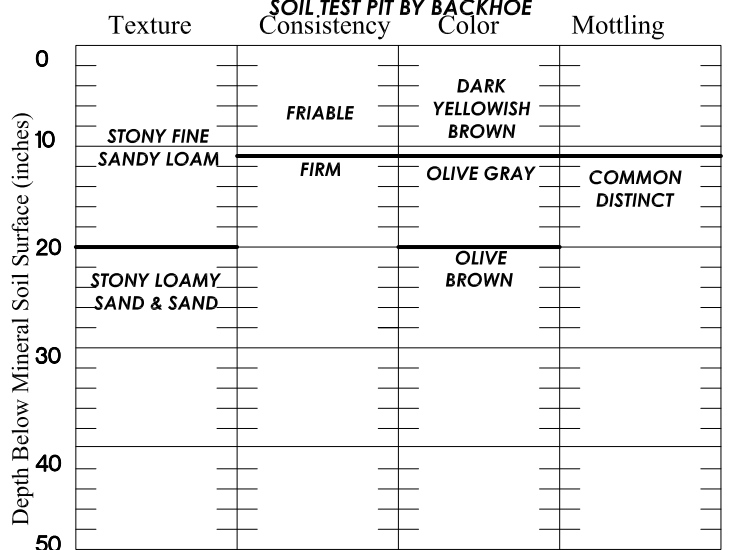 SOIL TEST PIT BY BACKHOE
Texture Consistency Color Mottling
Depth Below Mineral Soil Surface (inches)
0
10
20
30
40
50
STONY FINE
SANDY LOAM
STONY LOAMY
SAND & SAND
FRIABLE
FIRM
DARK
YELLOWISH
BROWN
OLIVE GRAY
OLIVE
BROWN
COMMON
DISTINCT